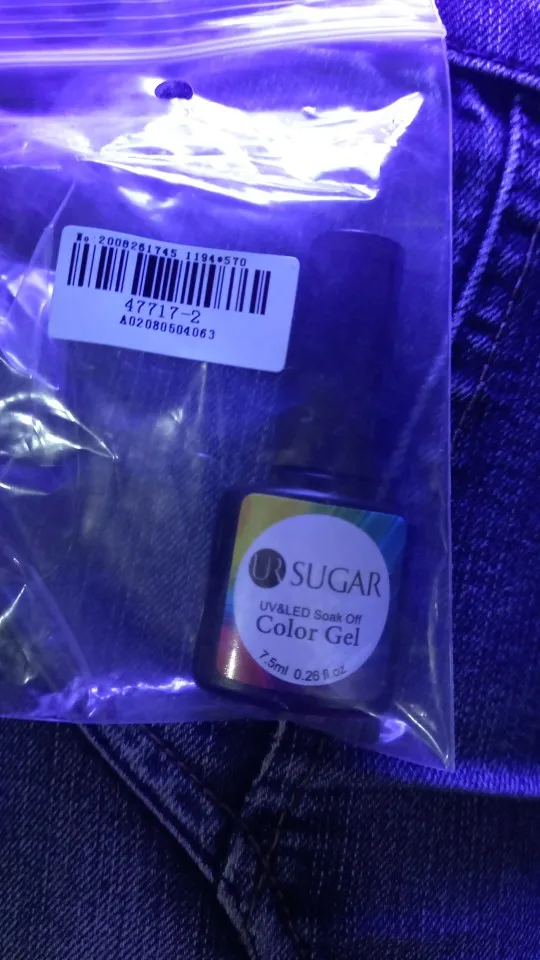 No: 2008261745 1194*570
47717-2
A02080504063
UR SUGAR
UV&LED Soak Off
Color Gel
7.5ml 0.26 fl oz